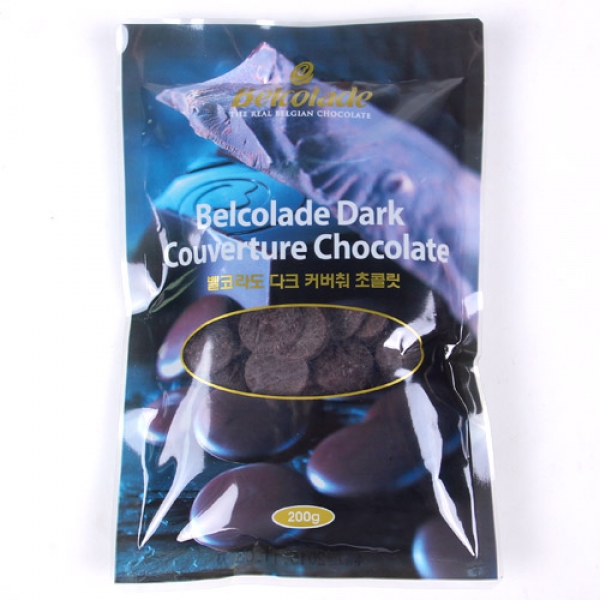 Belcolade
THE REAL BELGIAN CHOCOLATE
Belcolade Dark
Couverture Chocolate
벨코라도 다크 커버춰 초콜릿
200g